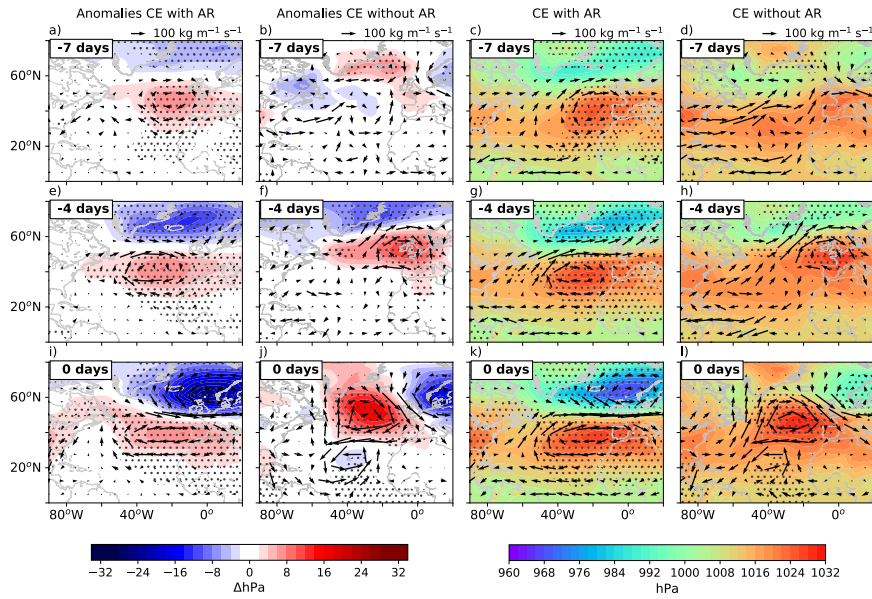 Anomalies CE with AR Anomalies CE without AR CE with AR CE without AR
a) 100 kg m⁻¹ s⁻¹ b) 100 kg m⁻¹ s⁻¹ c) 100 kg m⁻¹ s⁻¹ d) 100 kg m⁻¹ s⁻¹
-7 days -7 days -7 days -7 days
60°N
20°N
e) f) g) h)
-4 days -4 days -4 days -4 days
60°N
20°N
i) j) k) l)
0 days 0 days 0 days 0 days
60°N
20°N
80°W 40°W 0° 80°W 40°W 0° 80°W 40°W 0° 80°W 40°W 0°
−32 −24 −16 −8 0 8 16 24 32 960 968 976 984 992 1000 1008 1016 1024 1032
ΔhPa hPa